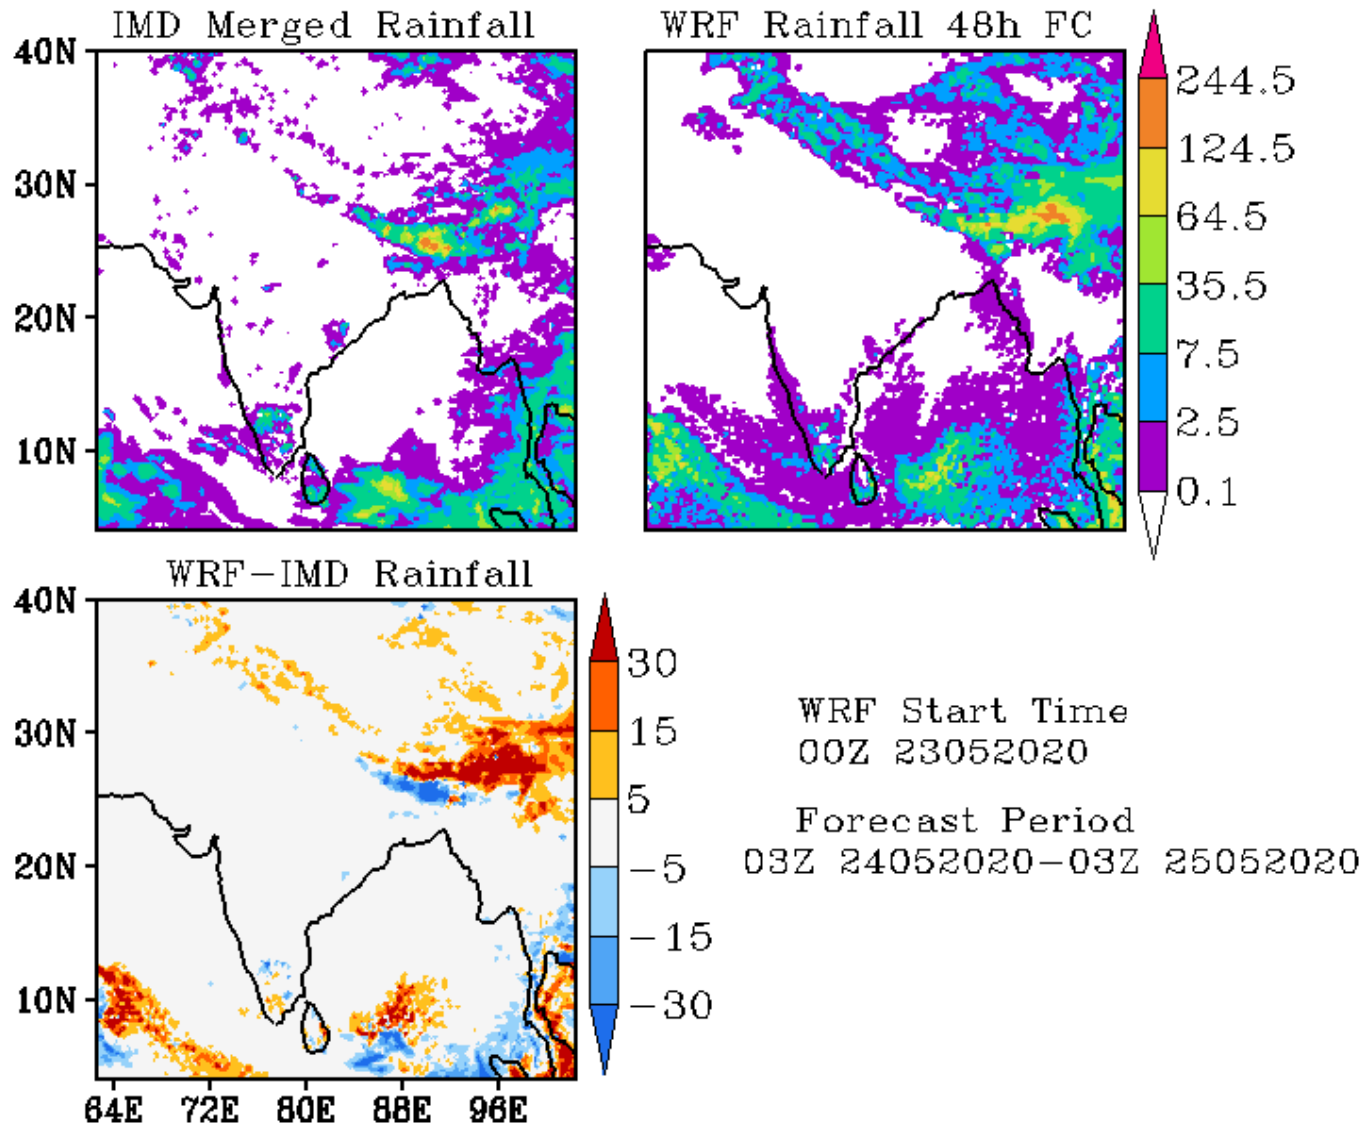 IMD Merged Rainfall
WRF Rainfall 48h FC
40N
30N
20N
10N
244.5
124.5
64.5
35.5
7.5
2.5
0.1
WRF-IMD Rainfall
40N
30N
20N
10N
64E 72E 80E 88E 96E
30
15
5
-5
-15
-30
WRF Start Time
00Z 23052020
Forecast Period
03Z 24052020-03Z 25052020